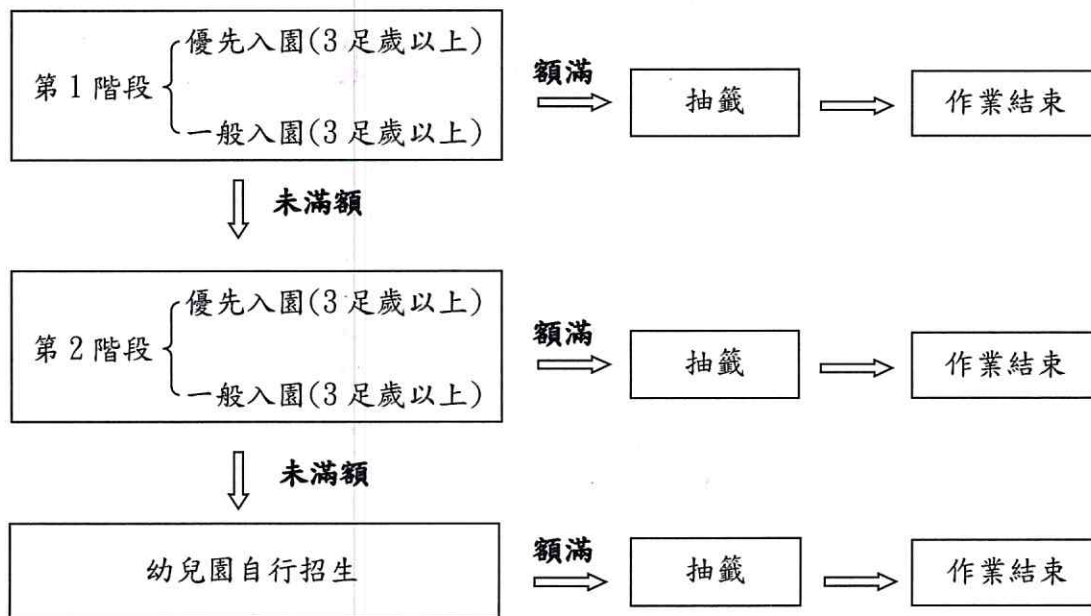 優先入園(3足歲以上)
第1階段
一般入園(3足歲以上)
額滿
抽籤
作業結束
未滿額
優先入園(3足歲以上)
第2階段
一般入園(3足歲以上)
額滿
抽籤
作業結束
未滿額
幼兒園自行招生
額滿
抽籤
作業結束